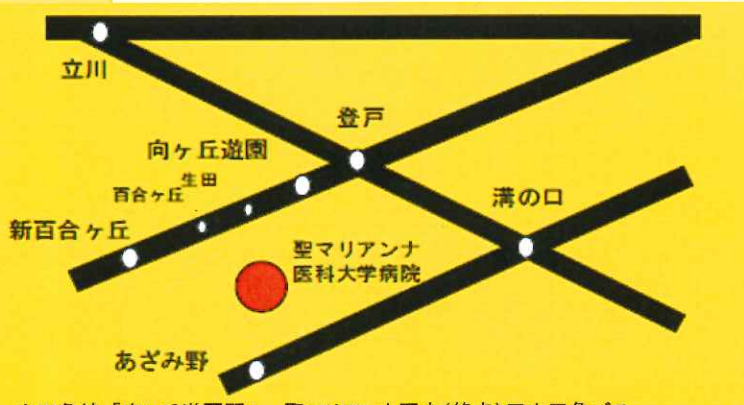 立川
登戸
向ヶ丘遊園
生田
百合ヶ丘
溝の口
新百合ヶ丘
聖マリアンナ
医科大学病院
あざみ野